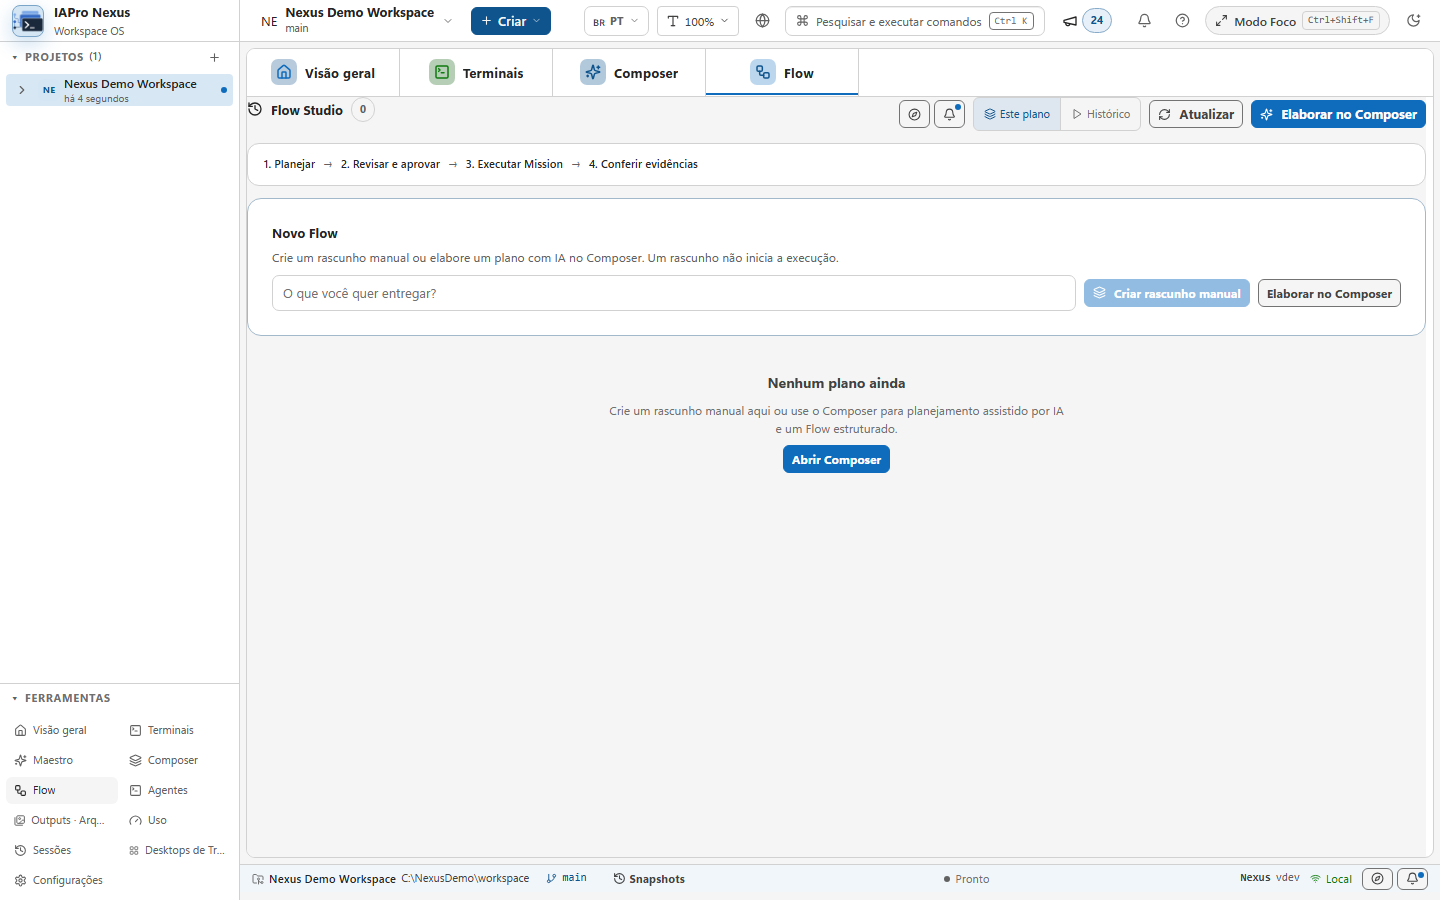 IAPro Nexus
Workspace OS
PROJETOS (1)
NE
Nexus Demo Workspace
há 4 segundos
FERRAMENTAS
Visão geral
Terminais
Maestro
Composer
Flow
Agentes
Outputs · Arq...
Uso
Sessões
Desktops de Tr...
Configurações
NE
Nexus Demo Workspace
main
Criar
BR PT
100%
Pesquisar e executar comandos
Ctrl K
24
Modo Foco
Ctrl+Shift+F
Visão geral
Terminais
Composer
Flow
Flow Studio
0
Este plano
Histórico
Atualizar
Elaborar no Composer
1. Planejar → 2. Revisar e aprovar → 3. Executar Mission → 4. Conferir evidências
Novo Flow
Crie um rascunho manual ou elabore um plano com IA no Composer. Um rascunho não inicia a execução.
O que você quer entregar?
Criar rascunho manual
Elaborar no Composer
Nenhum plano ainda
Crie um rascunho manual aqui ou use o Composer para planejamento assistido por IA
e um Flow estruturado.
Abrir Composer
Nexus Demo Workspace
C:\NexusDemo\workspace
main
Snapshots
Pronto
Nexus vdev
Local